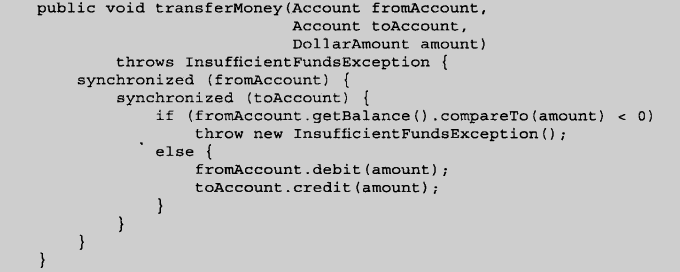 public void transferMoney(Account fromAccount,
                          Account toAccount,
                          DollarAmount amount)
        throws InsufficientFundsException {
    synchronized (fromAccount) {
        synchronized (toAccount) {
            if (fromAccount.getBalance().compareTo(amount) < 0)
                throw new InsufficientFundsException();
            else {
                fromAccount.debit(amount);
                toAccount.credit(amount);
            }
        }
    }
}